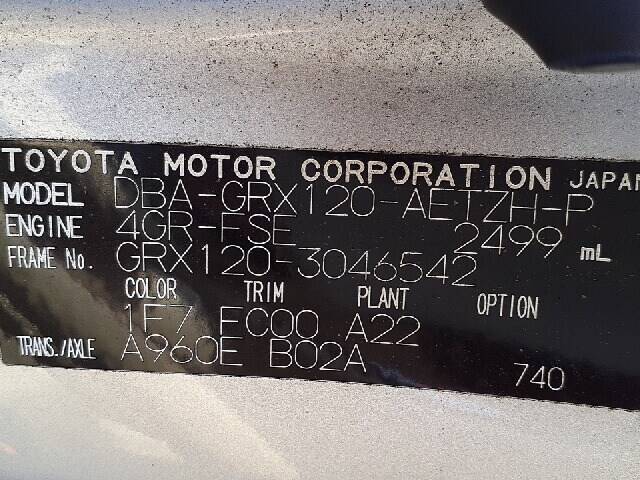 TOYOTA MOTOR CORPORATION JAPAN
MODEL DBA-GRX120-AETZH-P
ENGINE 4GR-FSE 2499 mL
FRAME No. GRX120-3046542
COLOR TRIM PLANT OPTION
1F7 FC00 A22
TRANS./AXLE A960E B02A
740